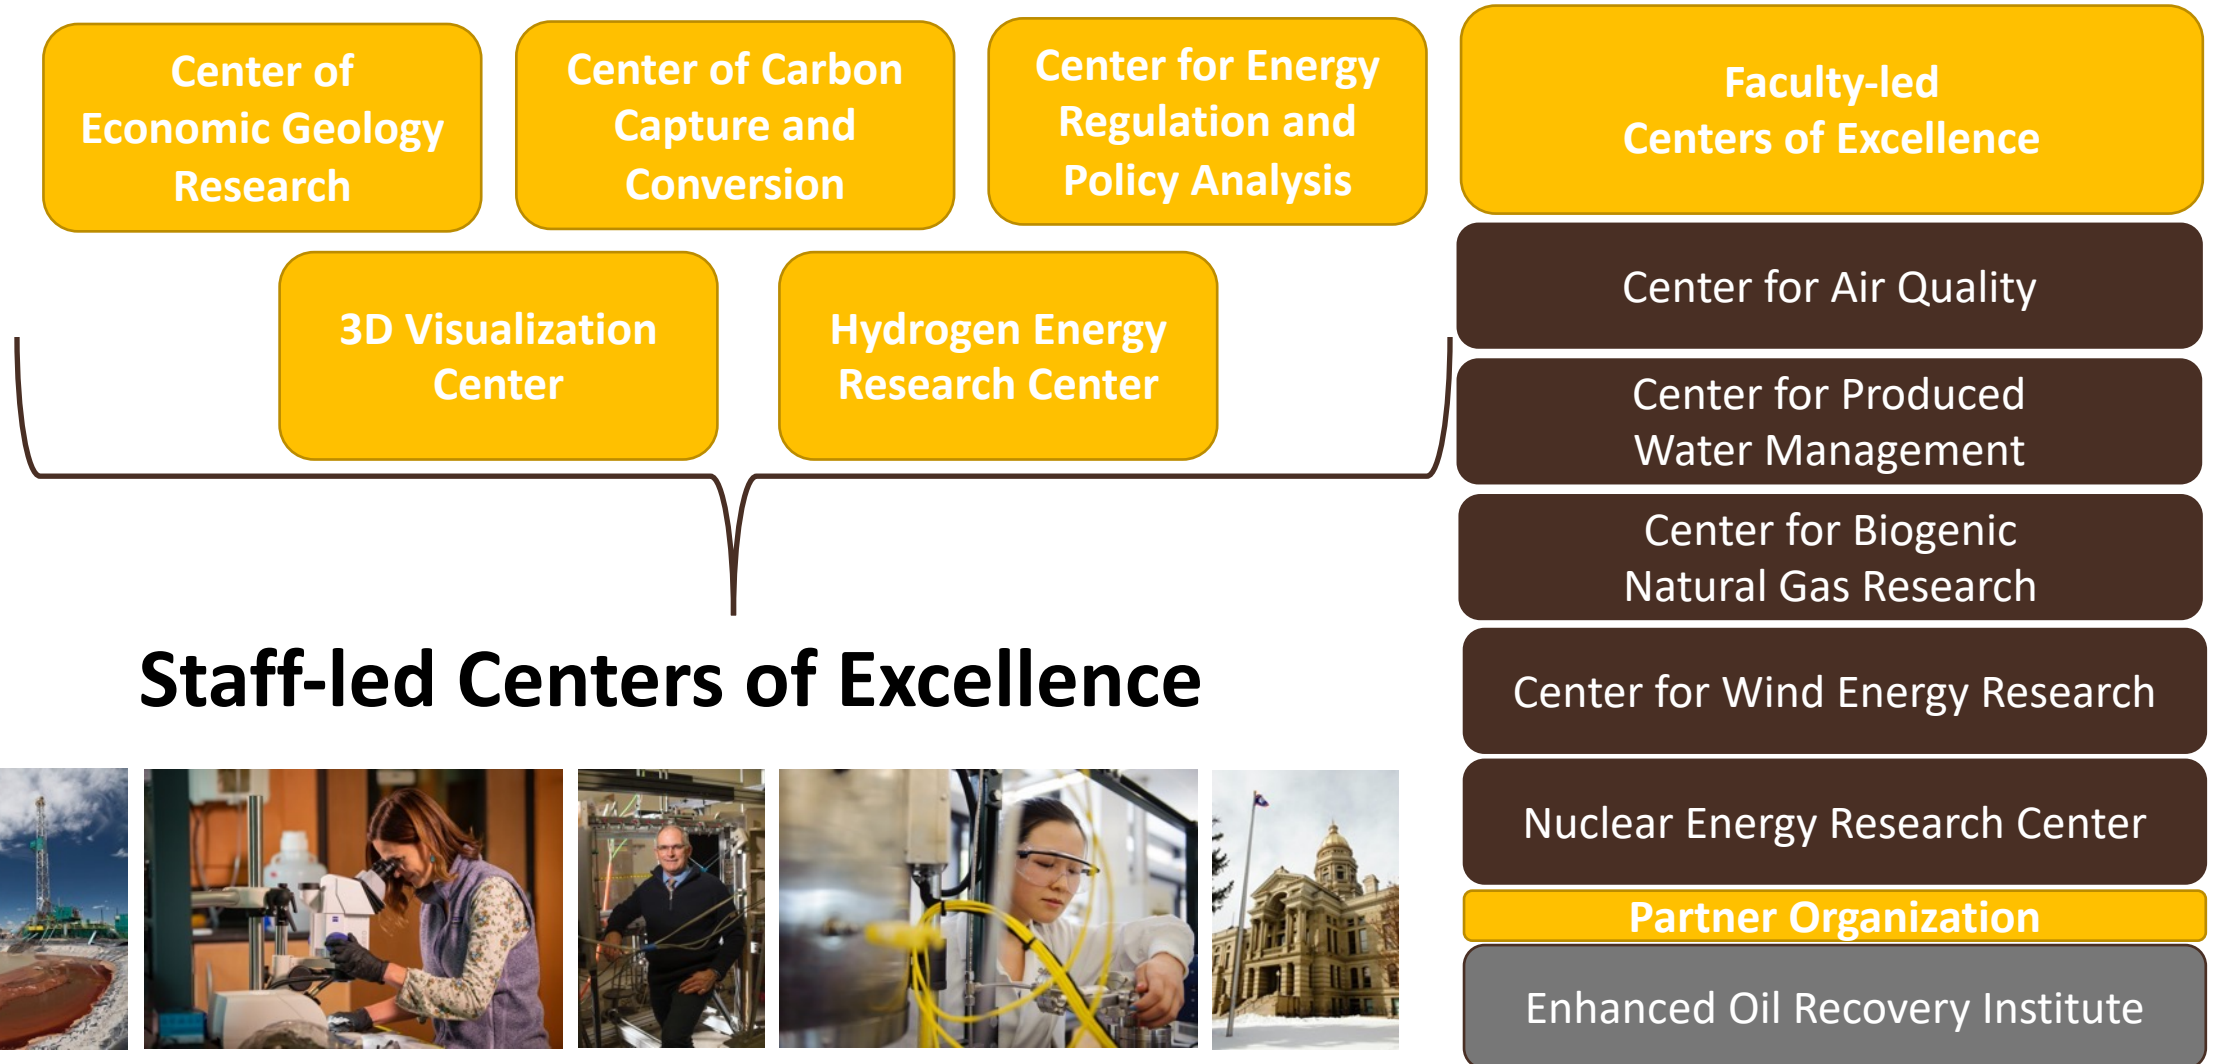 Center of
Economic Geology
Research
Center of Carbon
Capture and
Conversion
Center for Energy
Regulation and
Policy Analysis
3D Visualization
Center
Hydrogen Energy
Research Center
Staff-led Centers of Excellence
Faculty-led
Centers of Excellence
Center for Air Quality
Center for Produced
Water Management
Center for Biogenic
Natural Gas Research
Center for Wind Energy Research
Nuclear Energy Research Center
Partner Organization
Enhanced Oil Recovery Institute